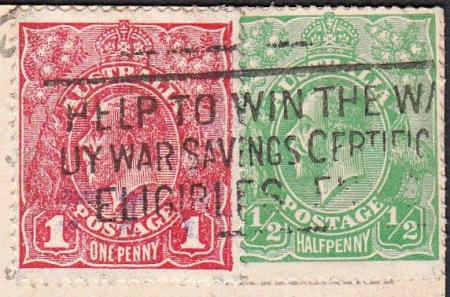 AUSTRALIA
AUSTRALIA
HELP TO WIN THE WA
UY WAR SAVINGS CERTIFIC
ELIGIBLES
POSTAGE
1
1
ONE PENNY
POSTAGE
1/2
1/2
HALFPENNY